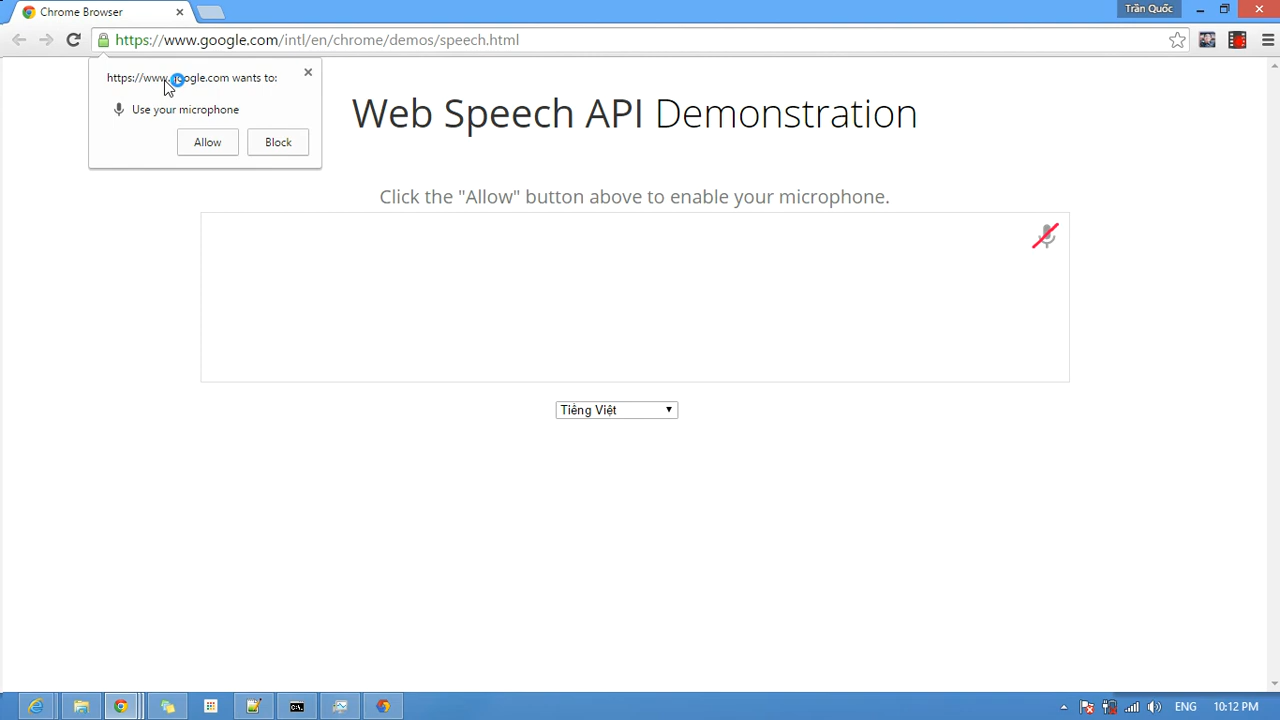 Chrome Browser
Trần Quốc
https://www.google.com/intl/en/chrome/demos/speech.html
https://www.google.com wants to:
Use your microphone
Allow
Block
Web Speech API Demonstration
Click the "Allow" button above to enable your microphone.
Tiếng Việt
ENG
10:12 PM